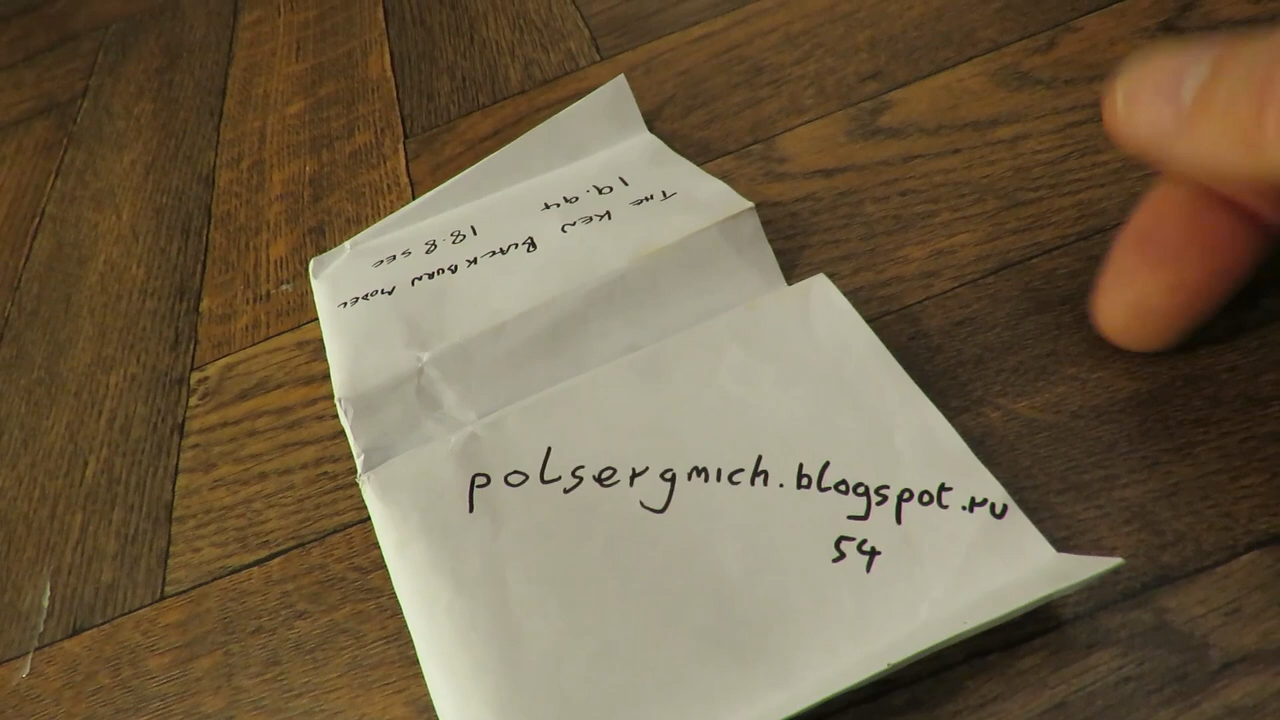 THE KEN BLACKBURN MODEL
19.94 18.8 SEC
polsergmich.blogspot.ru
54